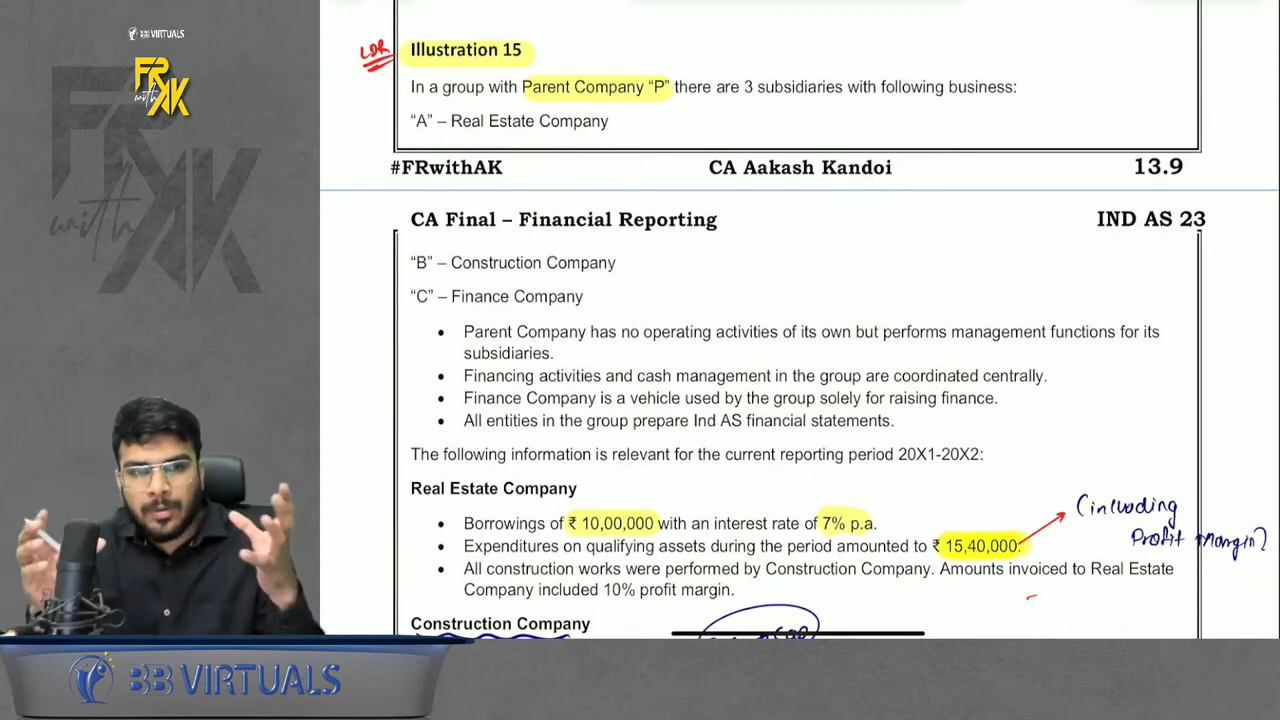 BB VIRTUALS
FR
with
AK
FR
with
AK
LDR
Illustration 15
In a group with Parent Company “P” there are 3 subsidiaries with following business:
“A” – Real Estate Company
#FRwithAK CA Aakash Kandoi 13.9
CA Final – Financial Reporting IND AS 23
“B” – Construction Company
“C” – Finance Company
• Parent Company has no operating activities of its own but performs management functions for its
subsidiaries.
• Financing activities and cash management in the group are coordinated centrally.
• Finance Company is a vehicle used by the group solely for raising finance.
• All entities in the group prepare Ind AS financial statements.
The following information is relevant for the current reporting period 20X1-20X2:
Real Estate Company
• Borrowings of ₹ 10,00,000 with an interest rate of 7% p.a.
• Expenditures on qualifying assets during the period amounted to ₹ 15,40,000.
(including
Profit Margin)
• All construction works were performed by Construction Company. Amounts invoiced to Real Estate
Company included 10% profit margin.
Construction Company
BB VIRTUALS